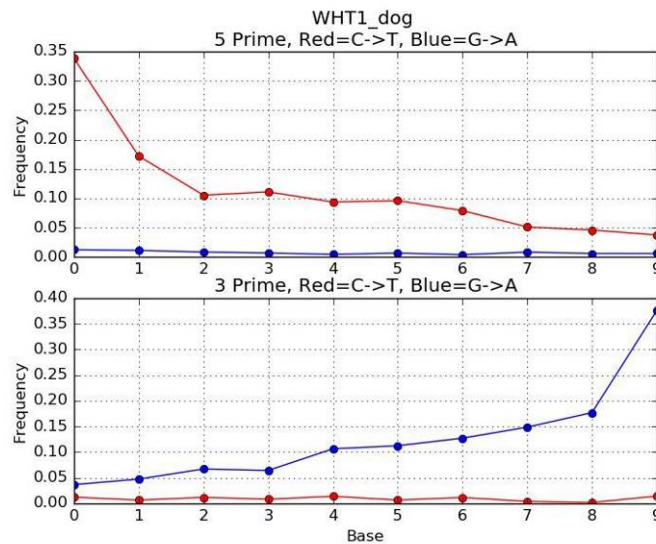 WHT1_dog
5 Prime, Red=C->T, Blue=G->A
0.35
0.30
0.25
0.20
0.15
0.10
0.05
0.00
Frequency
0 1 2 3 4 5 6 7 8 9
3 Prime, Red=C->T, Blue=G->A
0.40
0.35
0.30
0.25
0.20
0.15
0.10
0.05
0.00
Frequency
0 1 2 3 4 5 6 7 8 9
Base